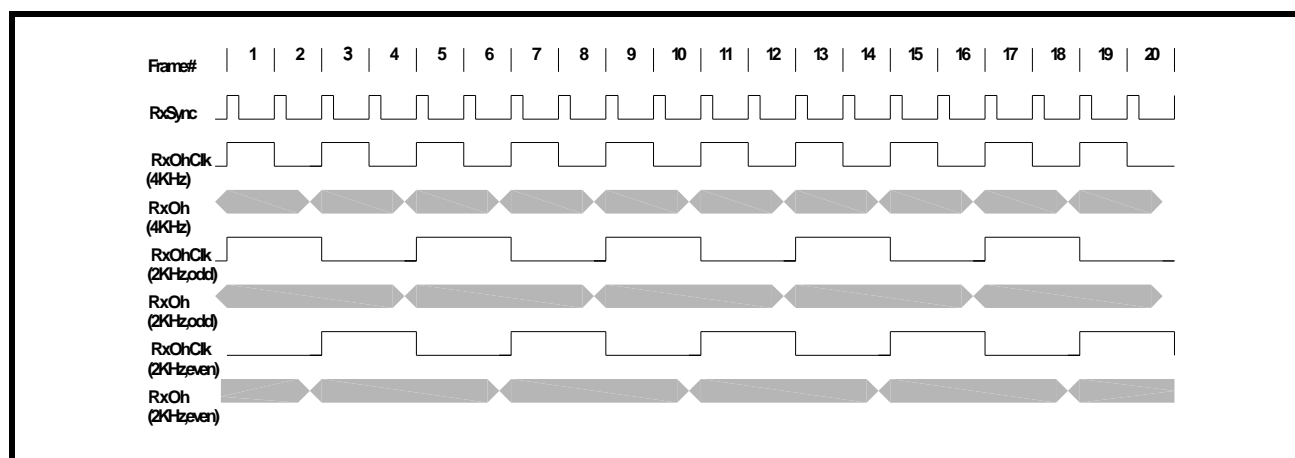 Frame# 1 2 3 4 5 6 7 8 9 10 11 12 13 14 15 16 17 18 19 20
RxSync
RxOhClk
(4KHz)
RxOh
(4KHz)
RxOhClk
(2KHz,odd)
RxOh
(2KHz,odd)
RxOhClk
(2KHz,even)
RxOh
(2KHz,even)